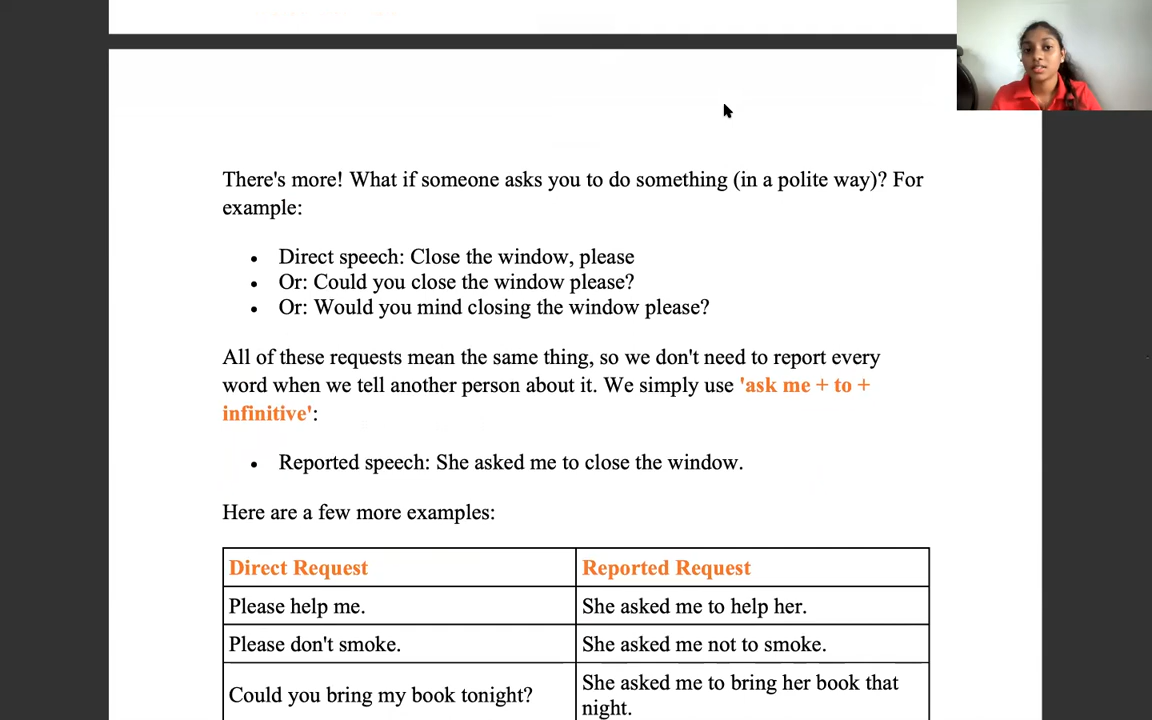 There's more! What if someone asks you to do something (in a polite way)? For
example:
• Direct speech: Close the window, please
• Or: Could you close the window please?
• Or: Would you mind closing the window please?
All of these requests mean the same thing, so we don't need to report every
word when we tell another person about it. We simply use 'ask me + to +
infinitive':
• Reported speech: She asked me to close the window.
Here are a few more examples:
Direct Request Reported Request
Please help me. She asked me to help her.
Please don't smoke. She asked me not to smoke.
Could you bring my book tonight? She asked me to bring her book that
night.